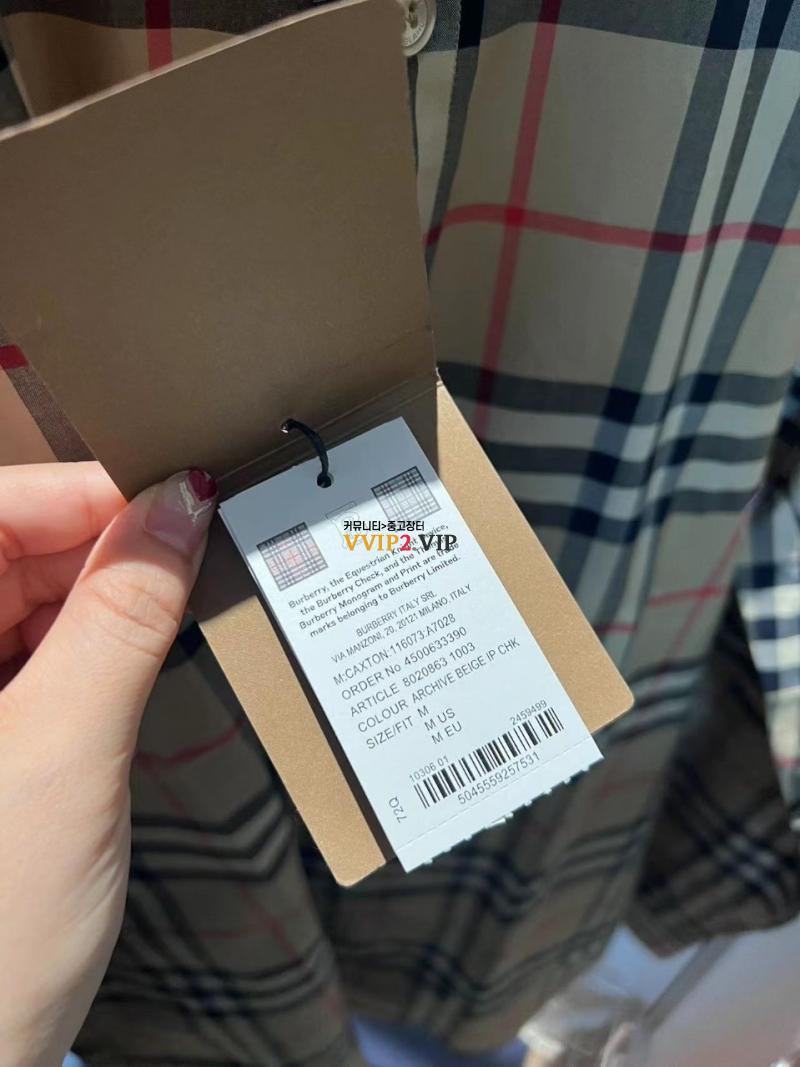 커뮤니티>중고장터
VVIP2.VIP
Burberry, the Equestrian Knight Device,
the Burberry Check, and the Thomas
Burberry Monogram and Print are trade
marks belonging to Burberry Limited.
BURBERRY ITALY SRL
VIA MANZONI, 20, 20121 MILANO, ITALY
M:CAXTON:116073:A7028
ORDER No 4500633390
ARTICLE 8020863 1003
COLOUR ARCHIVE BEIGE IP CHK
SIZE/FIT M
M US
M EU
10306 01 2459499
72Q
5045559257531